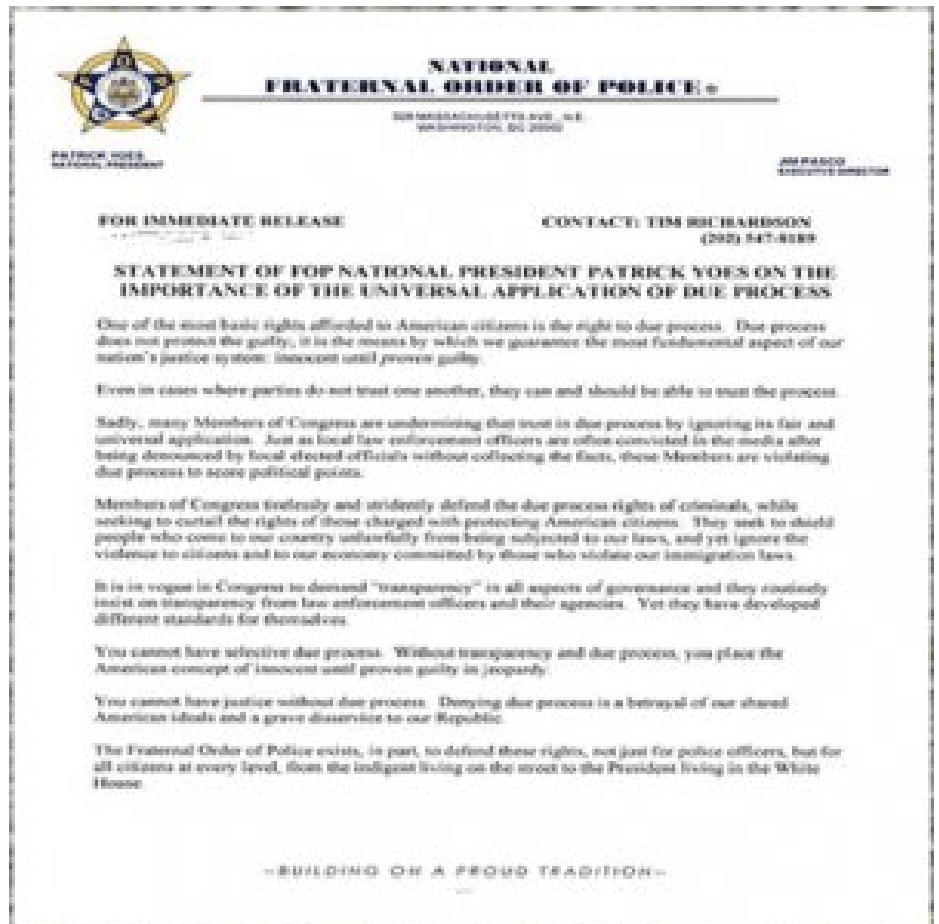 NATIONAL
FRATERNAL ORDER OF POLICE®
328 MASSACHUSETTS AVE., N.E.
WASHINGTON, DC 20002
PATRICK YOES
NATIONAL PRESIDENT
JIM PASCO
EXECUTIVE DIRECTOR
FOR IMMEDIATE RELEASE
CONTACT: TIM RICHARDSON
(202) 547-8189
STATEMENT OF FOP NATIONAL PRESIDENT PATRICK YOES ON THE
IMPORTANCE OF THE UNIVERSAL APPLICATION OF DUE PROCESS
One of the most basic rights afforded to American citizens is the right to due process. Due process
does not protect the guilty, it is the means by which we guarantee the most fundamental aspect of our
nation's justice system: innocent until proven guilty.
Even in cases where parties do not trust one another, they can and should be able to trust the process.
Sadly, many Members of Congress are undermining that trust in due process by ignoring its fair and
universal application. Just as local law enforcement officers are often convicted in the media after
being denounced by local elected officials without collecting the facts, these Members are violating
due process to score political points.
Members of Congress tirelessly and stridently defend the due process rights of criminals, while
seeking to curtail the rights of those charged with protecting American citizens. They seek to shield
people who come to our country unlawfully from being subjected to our laws, and yet ignore the
violence to citizens and to our economy committed by those who violate our immigration laws.
It is in vogue in Congress to demand "transparency" in all aspects of governance and they routinely
insist on transparency from law enforcement officers and their agencies. Yet they have developed
different standards for themselves.
You cannot have selective due process. Without transparency and due process, you place the
American concept of innocent until proven guilty in jeopardy.
You cannot have justice without due process. Denying due process is a betrayal of our shared
American ideals and a grave disservice to our Republic.
The Fraternal Order of Police exists, in part, to defend these rights, not just for police officers, but for
all citizens at every level, from the indigent living on the street to the President living in the White
House.
~BUILDING ON A PROUD TRADITION~